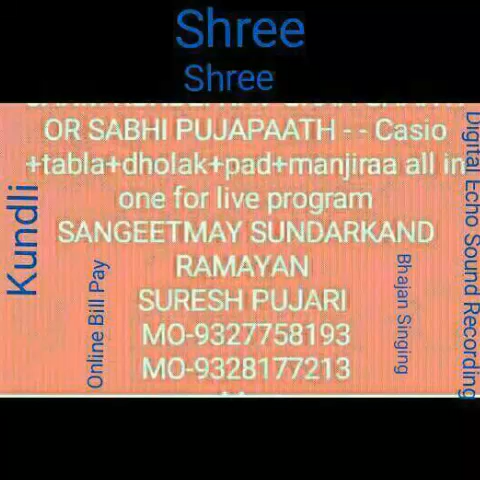 Shree
Shree
OR SABHI PUJAPAATH - - Casio
+tabla+dholak+pad+manjiraa all in
one for live program
SANGEETMAY SUNDARKAND
RAMAYAN
SURESH PUJARI
MO-9327758193
MO-9328177213
Kundli
Online Bill Pay
Bhajan Singing
Digital Echo Sound Recording